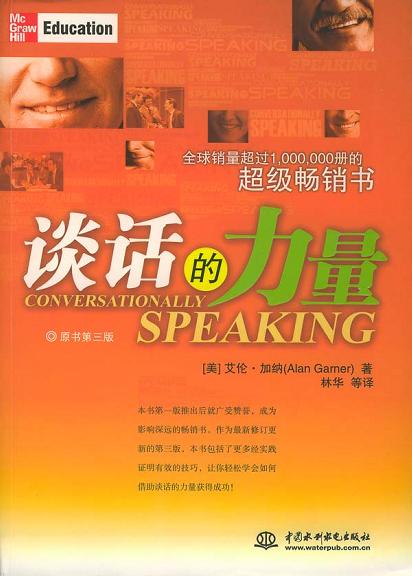 Mc
Graw
Hill
Education
CONVERSATIONALLY
SPEAKING
SPEAKING
CONVERSATIONALLY
SPEAKING
全球销量超过1,000,000册的
超级畅销书
谈话的力量
CONVERSATIONALLY
SPEAKING
◎原书第三版
[美] 艾伦·加纳(Alan Garner) 著
林华 等译
本书第一版推出后就广受赞誉，成为
影响深远的畅销书。作为最新修订更
新的第三版，本书包括了更多经实践
证明有效的技巧，让你轻松学会如何
借助谈话的力量获得成功！
中国水利水电出版社
www.waterpub.com.cn